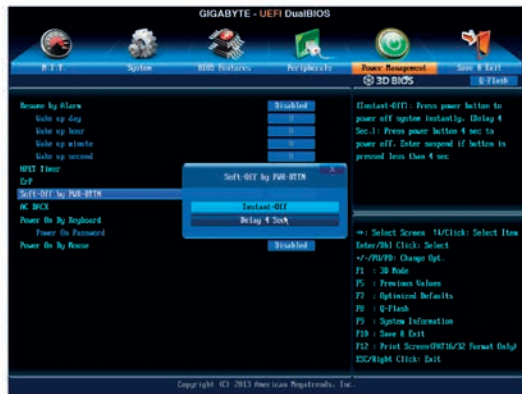 GIGABYTE - UEFI DualBIOS
M.I.T. System BIOS Features Peripherals Power Management Save & Exit
3D BIOS Q-Flash
Resume by Alarm Disabled
Wake up day 0
Wake up hour 0
Wake up minute 0
Wake up second 0
HPET Timer
ErP
Soft-Off by PWR-BTTN
AC BACK
Power On By Keyboard
Power On Password
Power On By Mouse Disabled
Soft-Off by PWR-BTTN
Instant-Off
Delay 4 Sec.
[Instant-Off]: Press power button to
power off system instantly. [Delay 4
Sec.]: Press power button 4 sec to
power off. Enter suspend if button is
pressed less than 4 sec
↔: Select Screen ↑↓/Click: Select Item
Enter/Dbl Click: Select
+/-/PU/PD: Change Opt.
F1 : 3D Mode
F5 : Previous Values
F7 : Optimized Defaults
F8 : Q-Flash
F9 : System Information
F10 : Save & Exit
F12 : Print Screen(FAT16/32 Format Only)
ESC/Right Click: Exit
Copyright (C) 2013 American Megatrends, Inc.